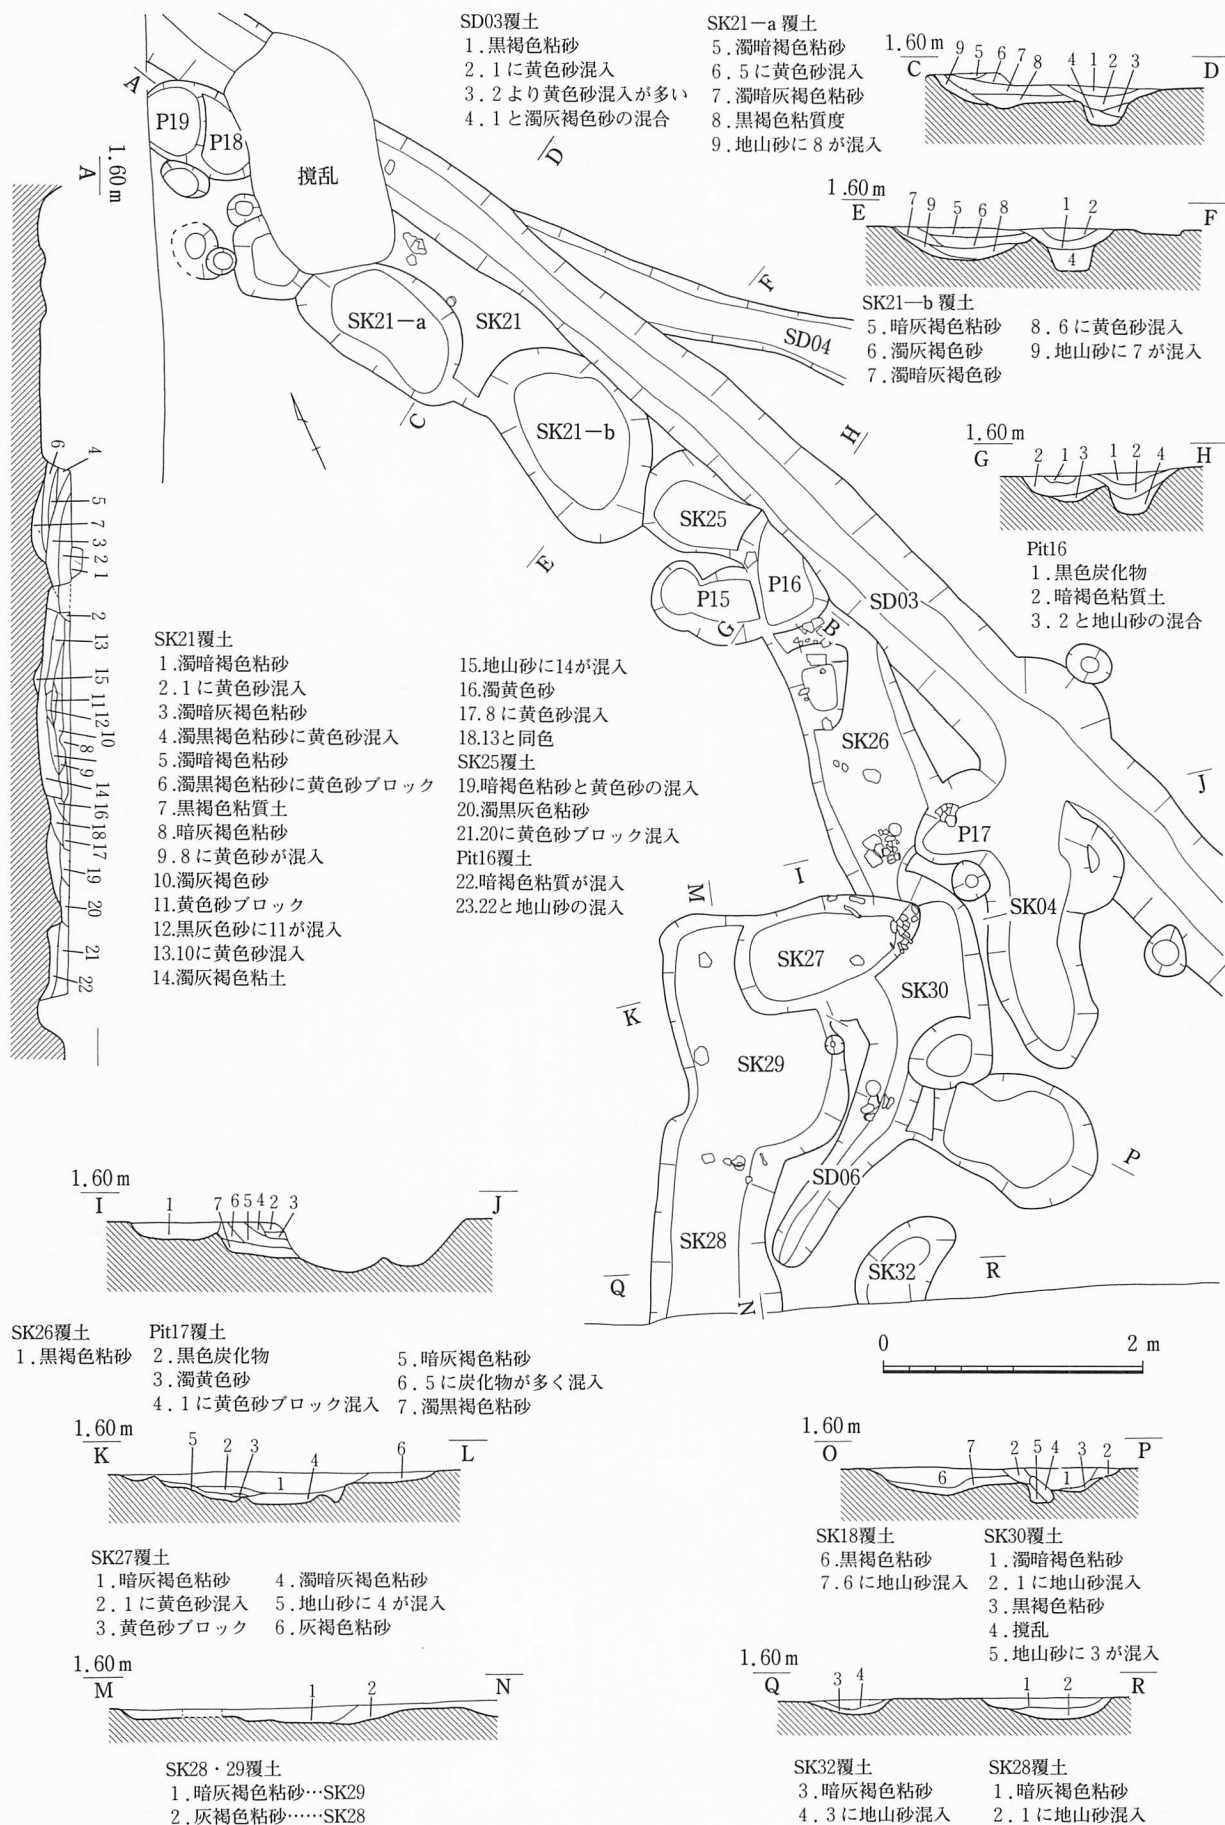 SD03覆土
1.黒褐色粘砂
2.1に黄色砂混入
3.2より黄色砂混入が多い
4.1と濁灰褐色砂の混合
SK21－a 覆土
5.濁暗褐色粘砂
6.5に黄色砂混入
7.濁暗灰褐色粘砂
8.黒褐色粘質度
9.地山砂に8が混入
1.60m
C
D
9 5 6 7 8 4 1 2 3
1.60m
E
F
7 9 5 6 8 1 2
4
SK21―b 覆土
5.暗灰褐色粘砂
6.濁灰褐色砂
7.濁暗灰褐色砂
8.6に黄色砂混入
9.地山砂に7が混入
1.60m
G
H
2 1 3 1 2 4
Pit16
1.黒色炭化物
2.暗褐色粘質土
3.2と地山砂の混合
A
P19
P18
撹乱
D
SK21－a
SK21
F
SD04
C
SK21－b
H
E
SK25
P15
P16
G
B
SD03
SK26
J
P17
I
M
SK04
SK27
SK30
K
SK29
P
SD06
SK28
SK32
R
Q
N
0
2 m
1.60m
A
6
4
5
7
3
2
1
2
13
15
11
12
10
8
9
14
16
18
17
19
20
21
22
SK21覆土
1.濁暗褐色粘砂
2.1に黄色砂混入
3.濁暗灰褐色粘砂
4.濁黒褐色粘砂に黄色砂混入
5.濁暗褐色粘砂
6.濁黒褐色粘砂に黄色砂ブロック
7.黒褐色粘質土
8.暗灰褐色粘砂
9.8に黄色砂が混入
10.濁灰褐色砂
11.黄色砂ブロック
12.黒灰色砂に11が混入
13.10に黄色砂混入
14.濁灰褐色粘土
15.地山砂に14が混入
16.濁黄色砂
17.8に黄色砂混入
18.13と同色
SK25覆土
19.暗褐色粘砂と黄色砂の混入
20.濁黒灰色粘砂
21.20に黄色砂ブロック混入
Pit16覆土
22.暗褐色粘質が混入
23.22と地山砂の混入
1.60m
I
J
1 7 6 5 4 2 3
SK26覆土
1.黒褐色粘砂
Pit17覆土
2.黒色炭化物
3.濁黄色砂
4.1に黄色砂ブロック混入
5.暗灰褐色粘砂
6.5に炭化物が多く混入
7.濁黒褐色粘砂
1.60m
K
L
5 2 3 1 4 6
SK27覆土
1.暗灰褐色粘砂
2.1に黄色砂混入
3.黄色砂ブロック
4.濁暗灰褐色粘砂
5.地山砂に4が混入
6.灰褐色粘砂
1.60m
M
N
1 2
SK28・29覆土
1.暗灰褐色粘砂…SK29
2.灰褐色粘砂……SK28
1.60m
O
P
6 7 2 5 4 1 3 2
SK18覆土
6.黒褐色粘砂
7.6に地山砂混入
SK30覆土
1.濁暗褐色粘砂
2.1に地山砂混入
3.黒褐色粘砂
4.撹乱
5.地山砂に3が混入
1.60m
Q
R
3 4 1 2
SK32覆土
3.暗灰褐色粘砂
4.3に地山砂混入
SK28覆土
1.暗灰褐色粘砂
2.1に地山砂混入